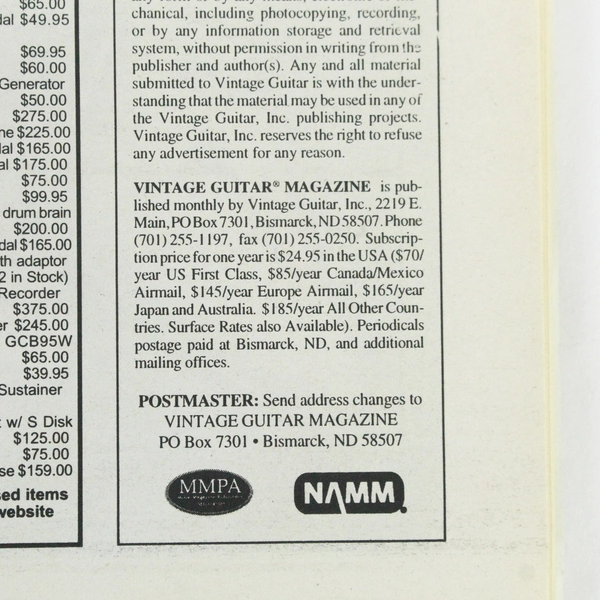 $65.00
dal $49.95
$69.95
$60.00
Generator
$50.00
$275.00
ne $225.00
dal $165.00
al $175.00
$75.00
$99.95
drum brain
$200.00
dal $165.00
th adaptor
2 in Stock)
Recorder
$375.00
er $245.00
GCB95W
$65.00
$39.95
Sustainer
w/ S Disk
$125.00
$75.00
se $159.00
sed items
website
chanical, including photocopying, recording,
or by any information storage and retrieval
system, without permission in writing from the
publisher and author(s). Any and all material
submitted to Vintage Guitar is with the under-
standing that the material may be used in any of
the Vintage Guitar, Inc. publishing projects.
Vintage Guitar, Inc. reserves the right to refuse
any advertisement for any reason.
VINTAGE GUITAR® MAGAZINE is pub-
lished monthly by Vintage Guitar, Inc., 2219 E.
Main, PO Box 7301, Bismarck, ND 58507. Phone
(701) 255-1197, fax (701) 255-0250. Subscrip-
tion price for one year is $24.95 in the USA ($70/
year US First Class, $85/year Canada/Mexico
Airmail, $145/year Europe Airmail, $165/year
Japan and Australia. $185/year All Other Coun-
tries. Surface Rates also Available). Periodicals
postage paid at Bismarck, ND, and additional
mailing offices.
POSTMASTER: Send address changes to
VINTAGE GUITAR MAGAZINE
PO Box 7301 • Bismarck, ND 58507
MMPA
NAMM